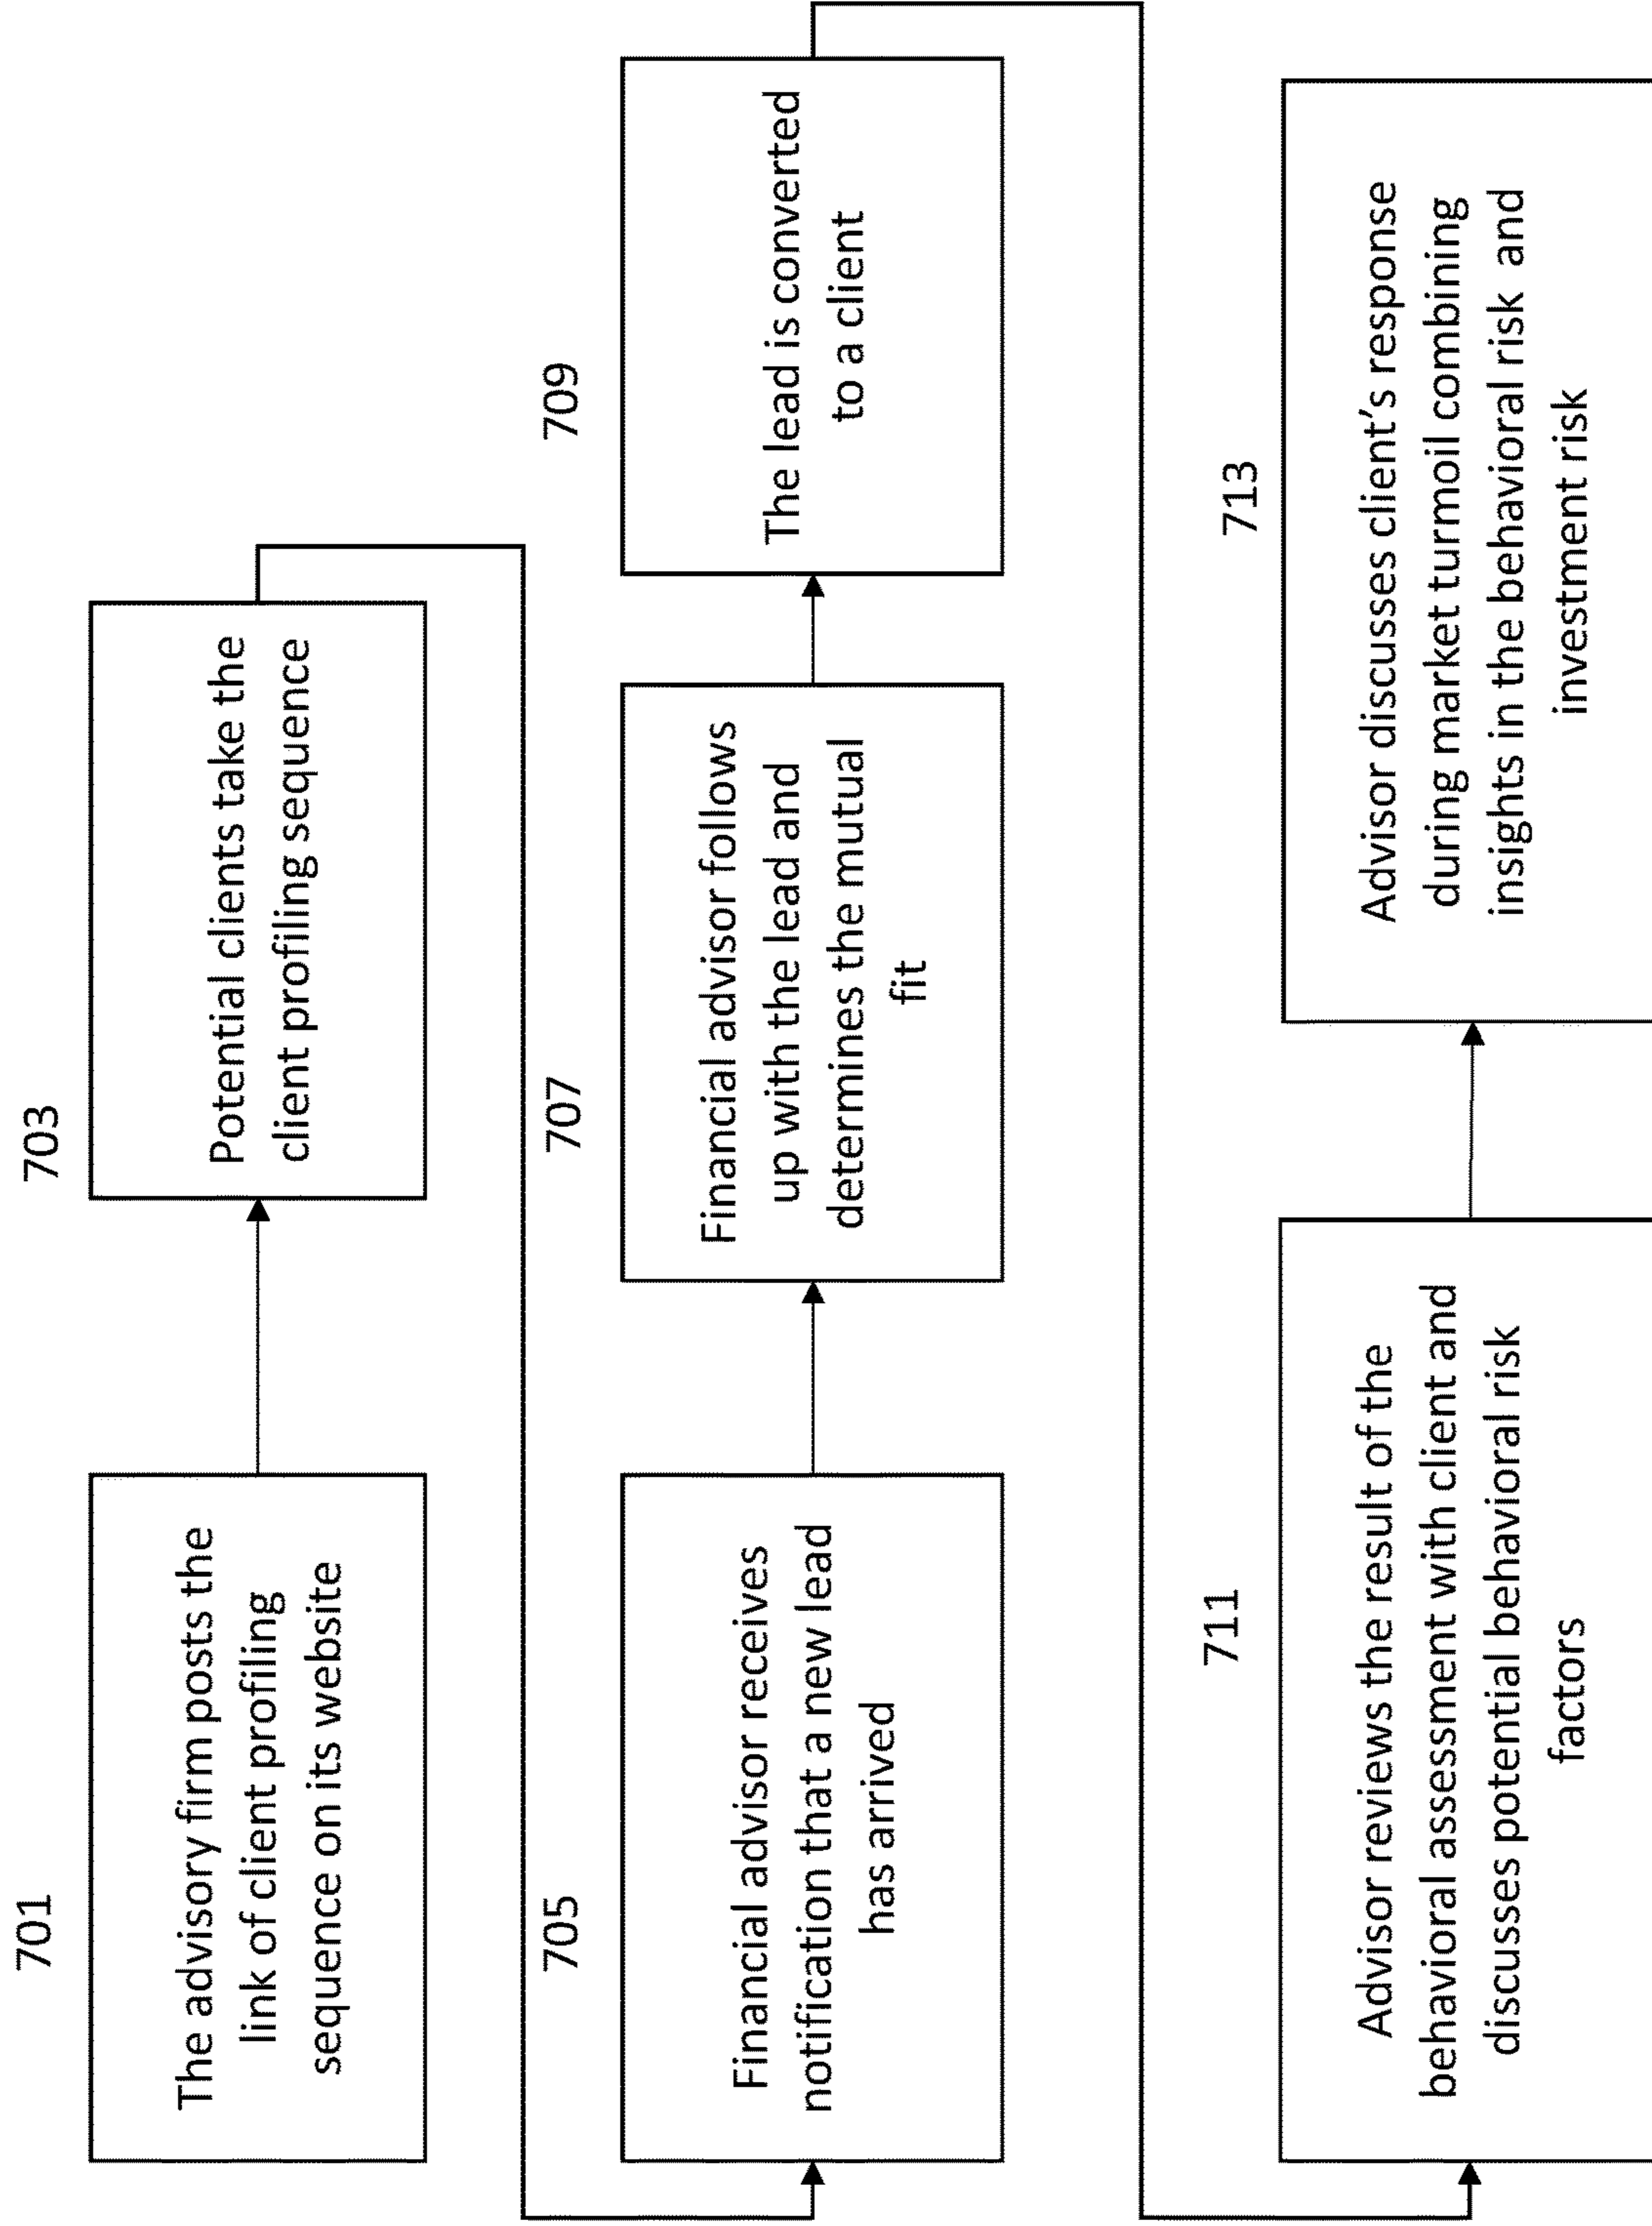 701
The advisory firm posts the
link of client profiling
sequence on its website
703
Potential clients take the
client profiling sequence
705
Financial advisor receives
notification that a new lead
has arrived
707
Financial advisor follows
up with the lead and
determines the mutual
fit
709
The lead is converted
to a client
711
Advisor reviews the result of the
behavioral assessment with client and
discusses potential behavioral risk
factors
713
Advisor discusses client's response
during market turmoil combining
insights in the behavioral risk and
investment risk